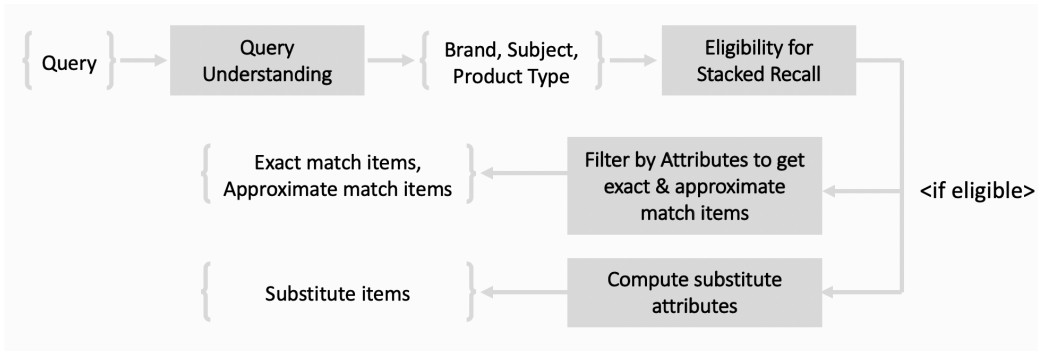 Query
Query
Understanding
Brand, Subject,
Product Type
Eligibility for
Stacked Recall
Exact match items,
Approximate match items
Filter by Attributes to get
exact & approximate
match items
<if eligible>
Substitute items
Compute substitute
attributes